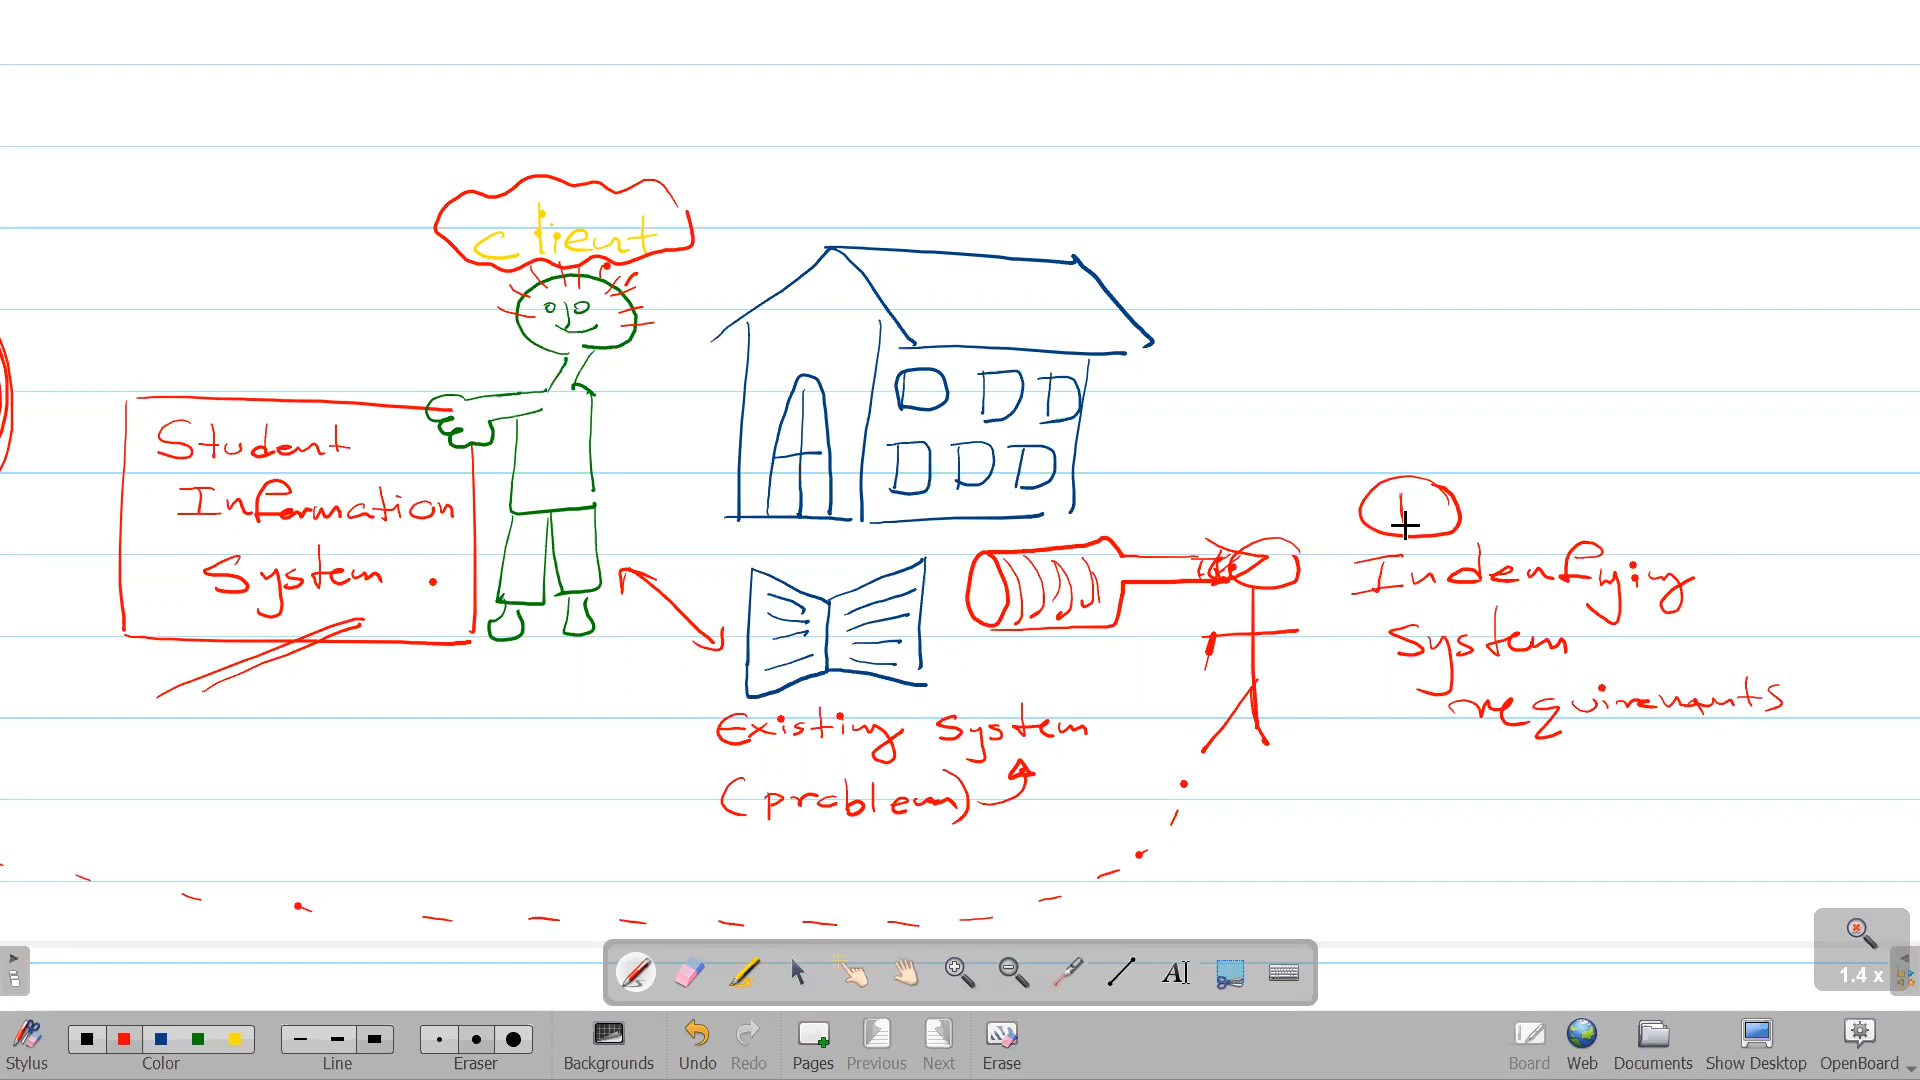 client
Student
Information
System .
Existing System
(problem)
1
Indenfying
System
requirements
1.4 x
Stylus
Color
Line
Eraser
Backgrounds
Undo
Redo
Pages
Previous
Next
Erase
Board
Web
Documents
Show Desktop
OpenBoard